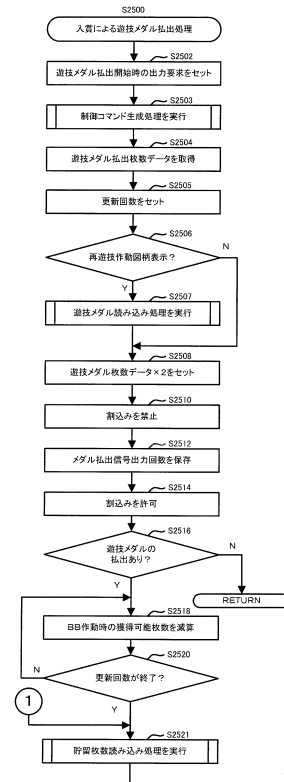 S2500
入賞による遊技メダル払出処理
S2502
遊技メダル払出開始時の出力要求をセット
S2503
制御コマンド生成処理を実行
S2504
遊技メダル払出枚数データを取得
S2505
更新回数をセット
S2506
再遊技作動図柄表示？
N
Y
S2507
遊技メダル読み込み処理を実行
S2508
遊技メダル枚数データ×2をセット
S2510
割込みを禁止
S2512
メダル払出信号出力回数を保存
S2514
割込みを許可
S2516
遊技メダルの
払出あり？
N
Y
RETURN
S2518
BB作動時の獲得可能枚数を減算
S2520
N
更新回数が終了？
1
Y
S2521
貯留枚数読み込み処理を実行